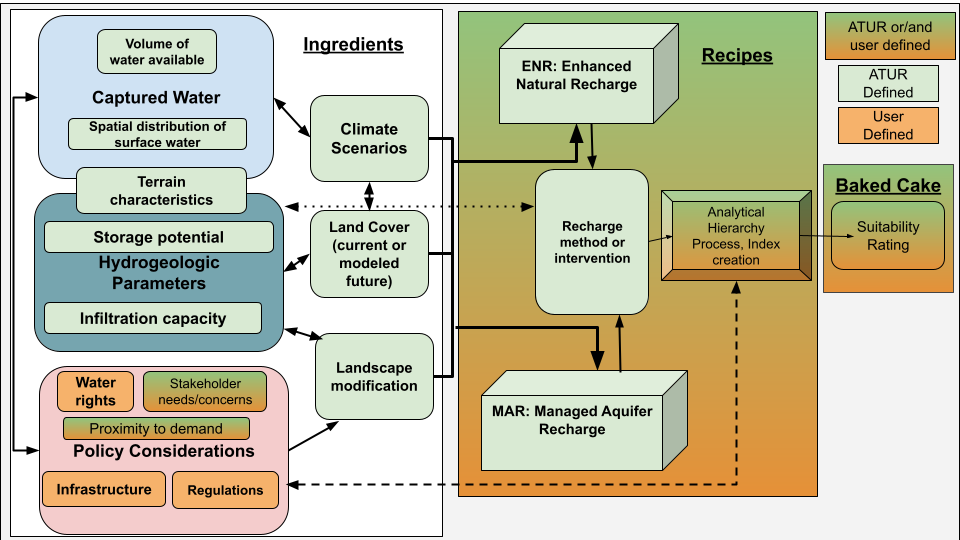 Ingredients
Volume of
water available
Captured Water
Spatial distribution of
surface water
Terrain
characteristics
Storage potential
Hydrogeologic
Parameters
Infiltration capacity
Water
rights
Stakeholder
needs/concerns
Proximity to demand
Policy Considerations
Infrastructure
Regulations
Climate
Scenarios
Land Cover
(current or
modeled
future)
Landscape
modification
Recipes
ENR: Enhanced
Natural Recharge
Recharge
method or
intervention
MAR: Managed Aquifer
Recharge
Analytical
Hierarchy
Process, Index
creation
ATUR or/and
user defined
ATUR
Defined
User
Defined
Baked Cake
Suitability
Rating